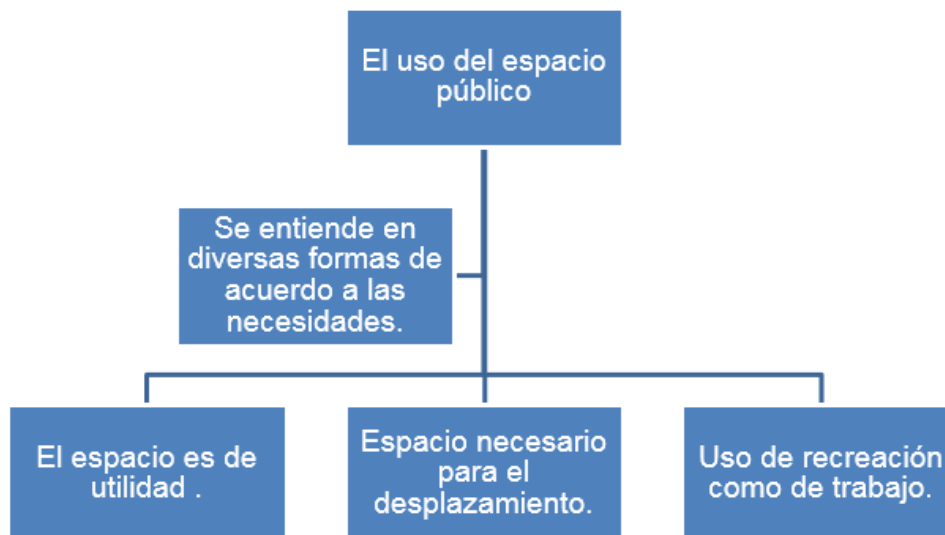 El uso del espacio
público
Se entiende en
diversas formas de
acuerdo a las
necesidades.
El espacio es de
utilidad .
Espacio necesario
para el
desplazamiento.
Uso de recreación
como de trabajo.